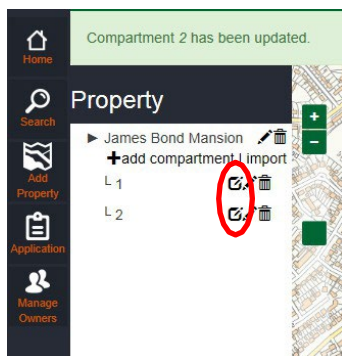 Compartment 2 has been updated.
Home
Search
Add
Property
Application
Manage
Owners
Property
► James Bond Mansion
+add compartment | import
└ 1
└ 2
+
-